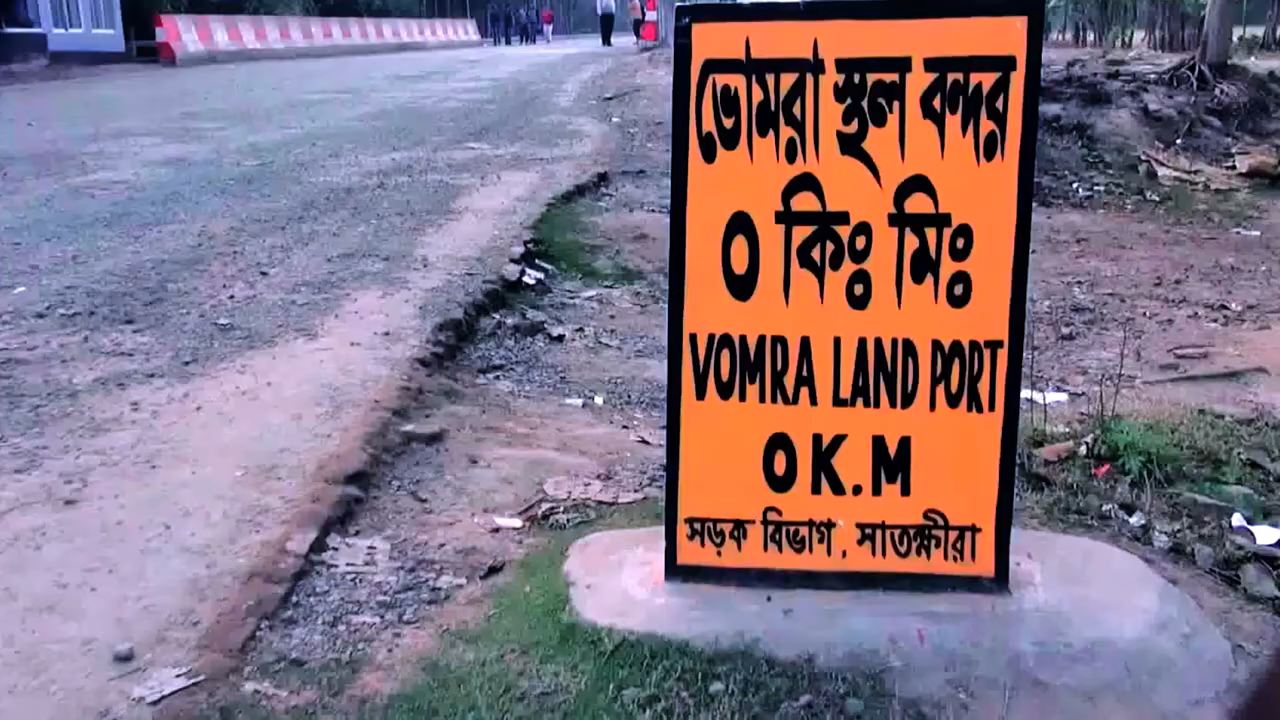 ভোমরা স্থল বন্দর
০ কিঃ মিঃ
VOMRA LAND PORT
0 K.M
সড়ক বিভাগ, সাতক্ষীরা